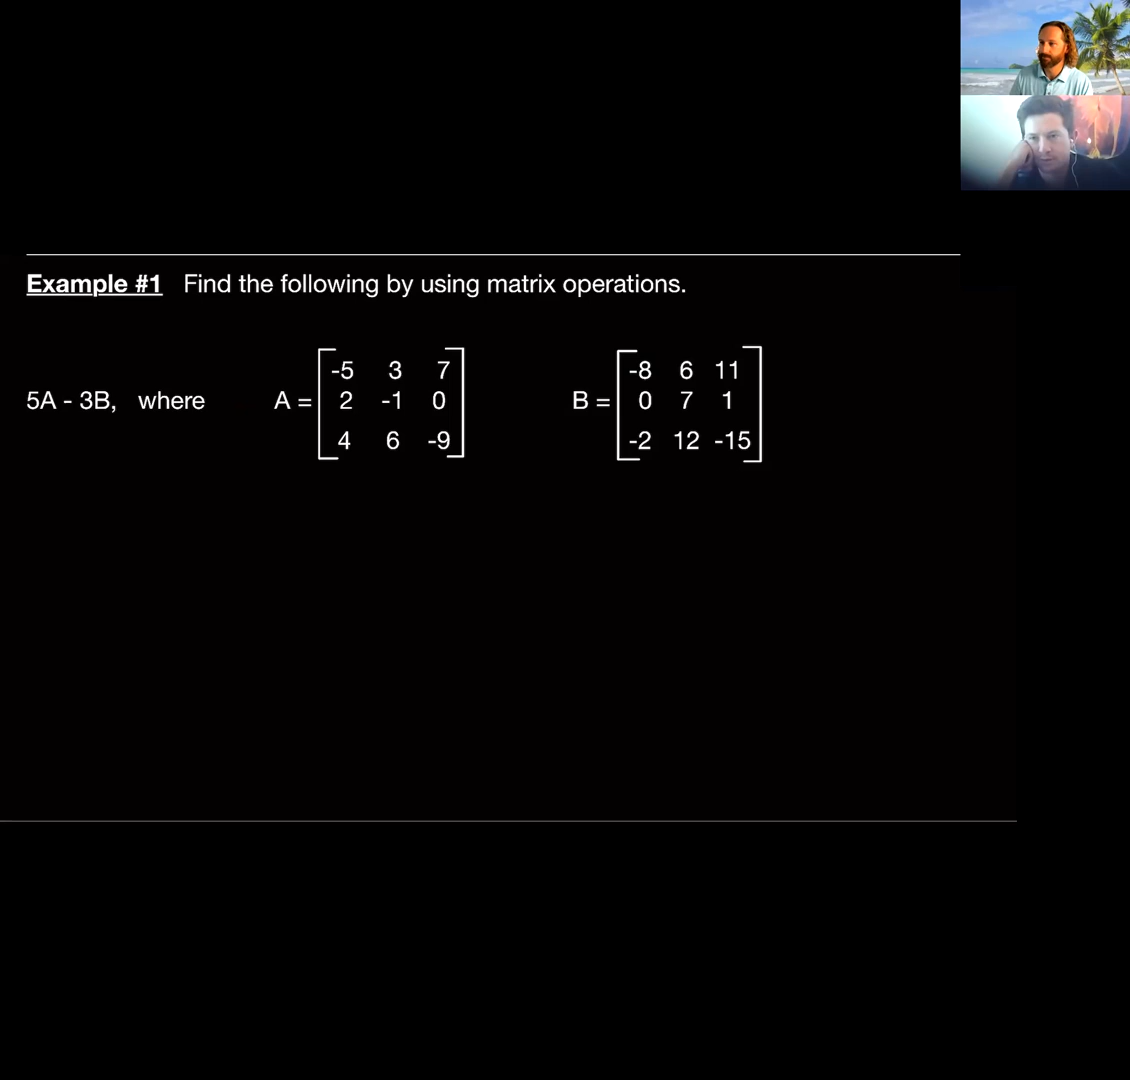 Example #1 Find the following by using matrix operations.
-5 3 7
-8 6 11
5A - 3B, where A = 2 -1 0
B = 0 7 1
4 6 -9
-2 12 -15